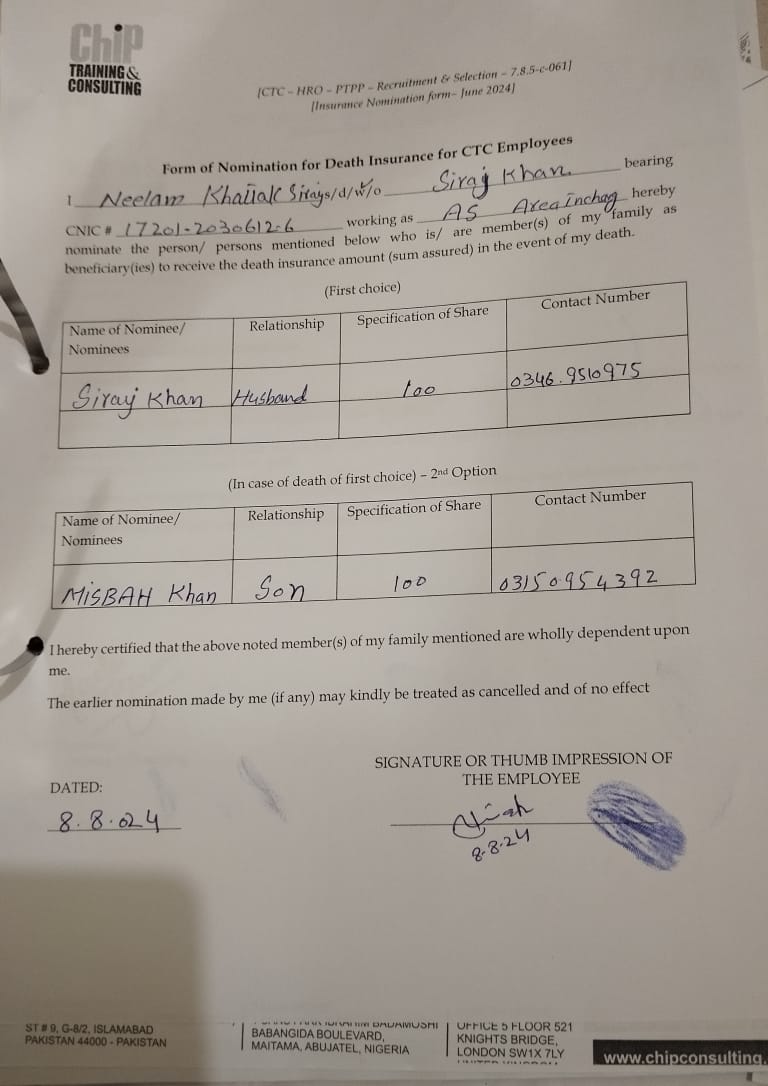 Chip
TRAINING &
CONSULTING
[CTC – HRO – PTPP – Recruitment & Selection – 7.8.5-c-061]
[Insurance Nomination form– June 2024]
Form of Nomination for Death Insurance for CTC Employees
I Neelam Khattak Siraj s/d/w/o Siraj Khan bearing
CNIC # 17201-2030612-6 working as AS Areainchag hereby
nominate the person/ persons mentioned below who is/ are member(s) of my family as
beneficiary(ies) to receive the death insurance amount (sum assured) in the event of my death.
(First choice)
Name of Nominee/ Nominees Relationship Specification of Share Contact Number
Siraj Khan Husband 100 0346.9510975
(In case of death of first choice) – 2nd Option
Name of Nominee/ Nominees Relationship Specification of Share Contact Number
MISBAH Khan Son 100 03150954392
I hereby certified that the above noted member(s) of my family mentioned are wholly dependent upon
me.
The earlier nomination made by me (if any) may kindly be treated as cancelled and of no effect
SIGNATURE OR THUMB IMPRESSION OF
THE EMPLOYEE
DATED:
8.8.024
8.8.24
ST # 9, G-8/2, ISLAMABAD
PAKISTAN 44000 - PAKISTAN
BABANGIDA BOULEVARD,
MAITAMA, ABUJATEL, NIGERIA
OFFICE 5 FLOOR 521
KNIGHTS BRIDGE,
LONDON SW1X 7LY
www.chipconsulting.